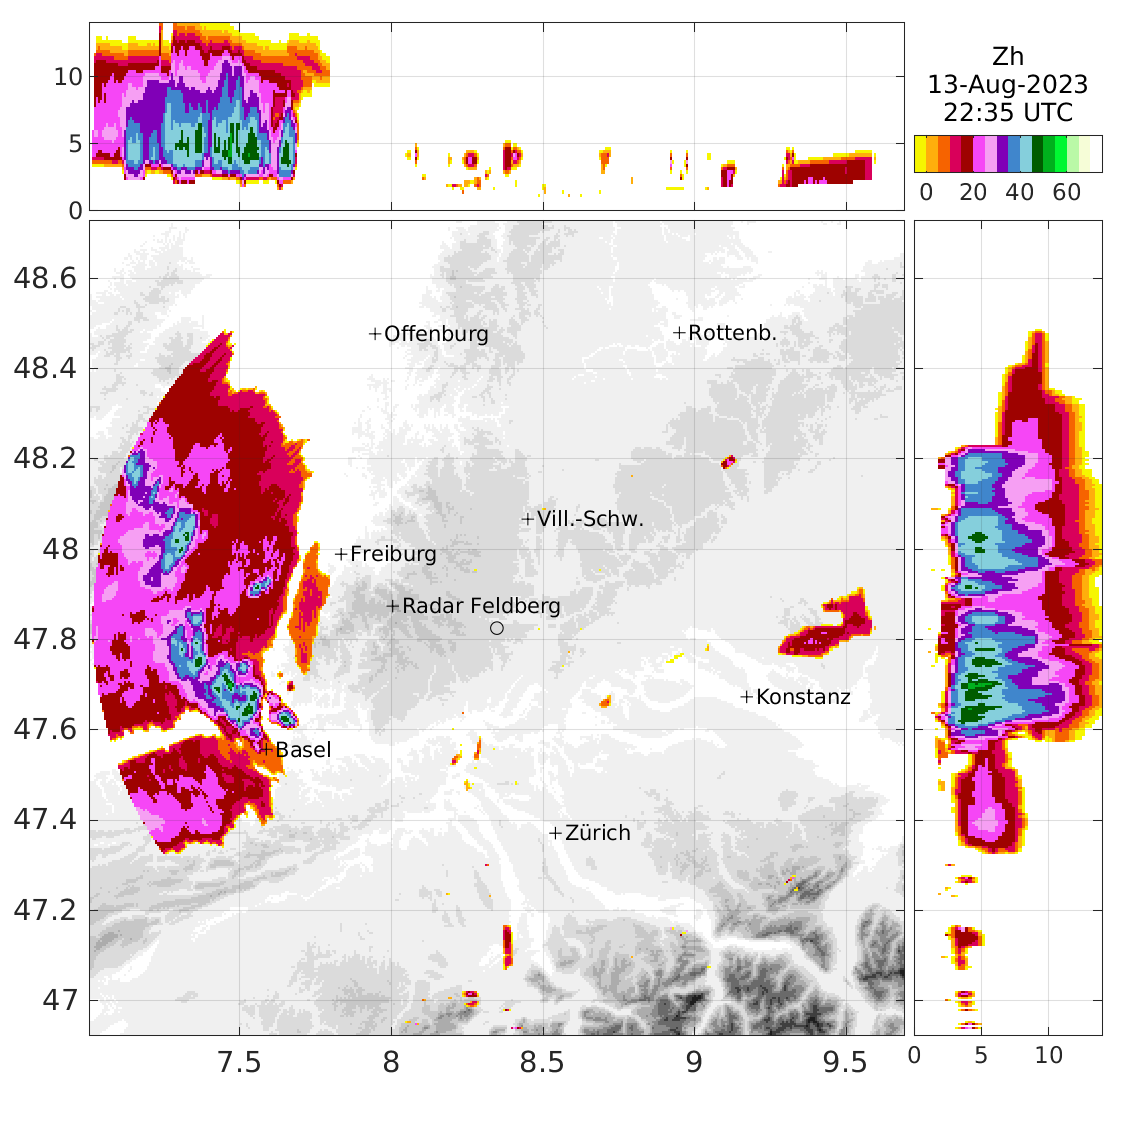 10
5
0
Zh
13-Aug-2023
22:35 UTC
0 20 40 60
48.6
48.4
48.2
48
47.8
47.6
47.4
47.2
47
Offenburg
Rottenb.
Vill.-Schw.
Freiburg
Radar Feldberg
Konstanz
Basel
Zürich
7.5 8 8.5 9 9.5
0 5 10